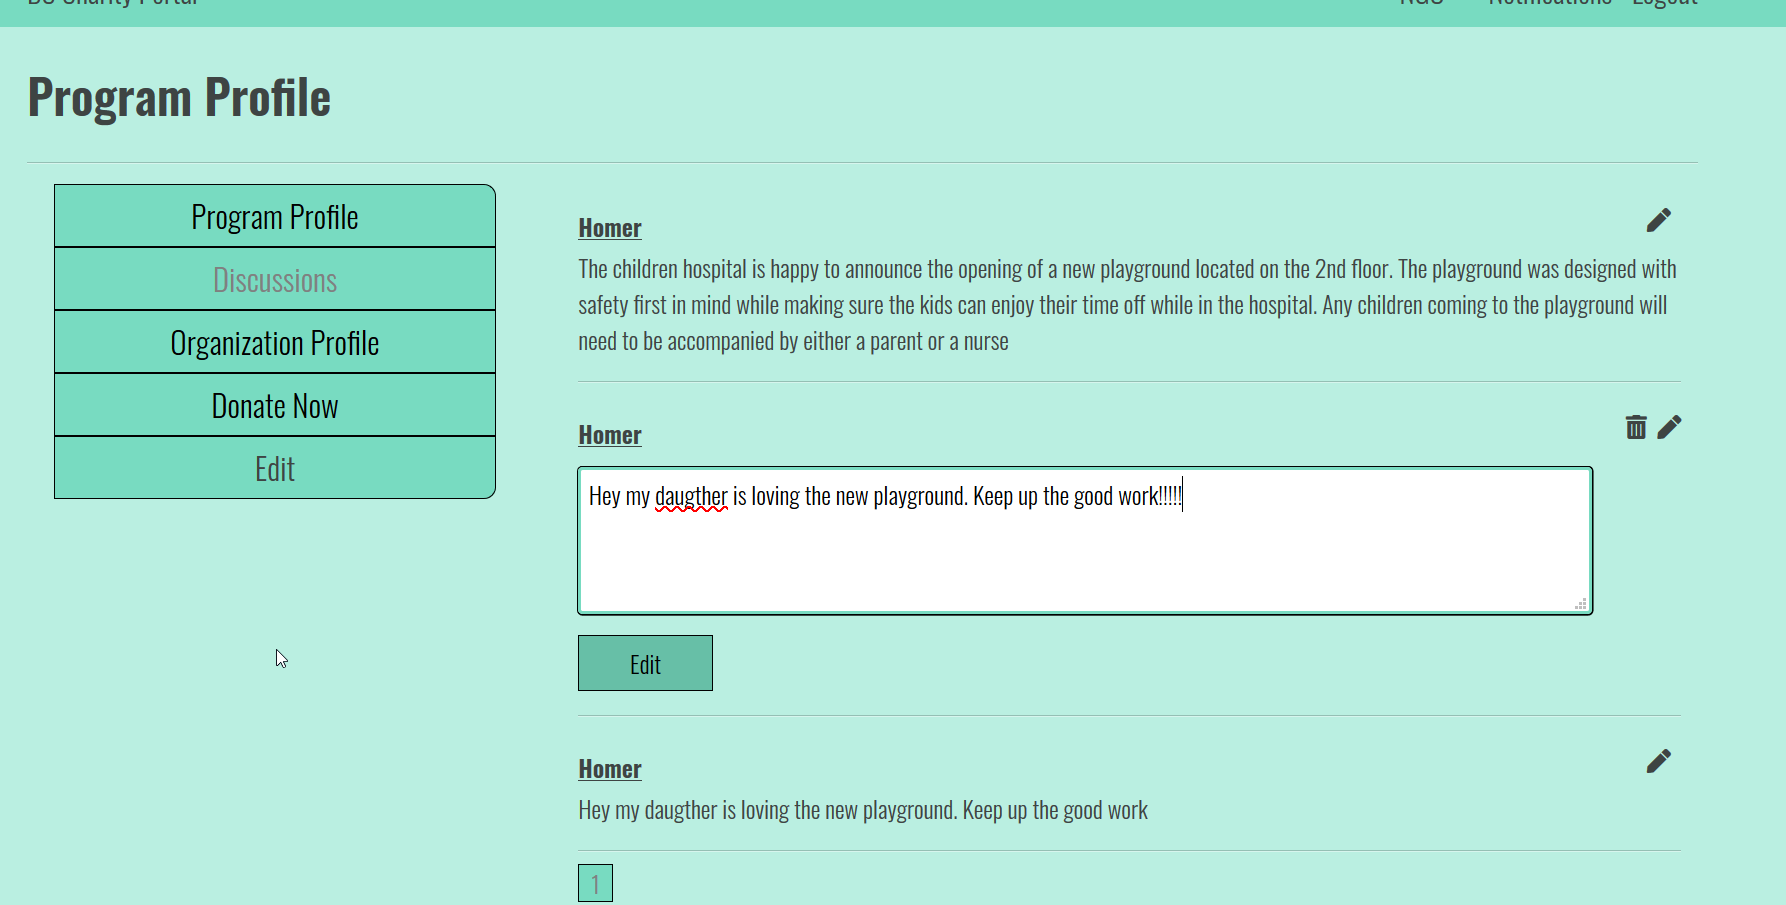 Charity Portal
NGO Notifications Logout
Program Profile
Program Profile
Discussions
Organization Profile
Donate Now
Edit
Homer
The children hospital is happy to announce the opening of a new playground located on the 2nd floor. The playground was designed with
safety first in mind while making sure the kids can enjoy their time off while in the hospital. Any children coming to the playground will
need to be accompanied by either a parent or a nurse
Homer
Hey my daugther is loving the new playground. Keep up the good work!!!!!
Edit
Homer
Hey my daugther is loving the new playground. Keep up the good work
1